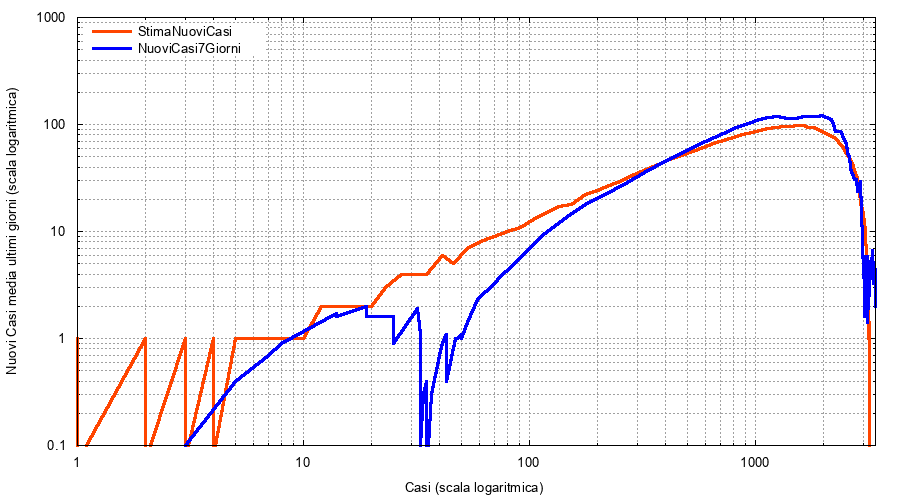 1000
StimaNuoviCasi
NuoviCasi7Giorni
100
10
1
0.1
Nuovi Casi media ultimi giorni (scala logaritmica)
1 10 100 1000
Casi (scala logaritmica)